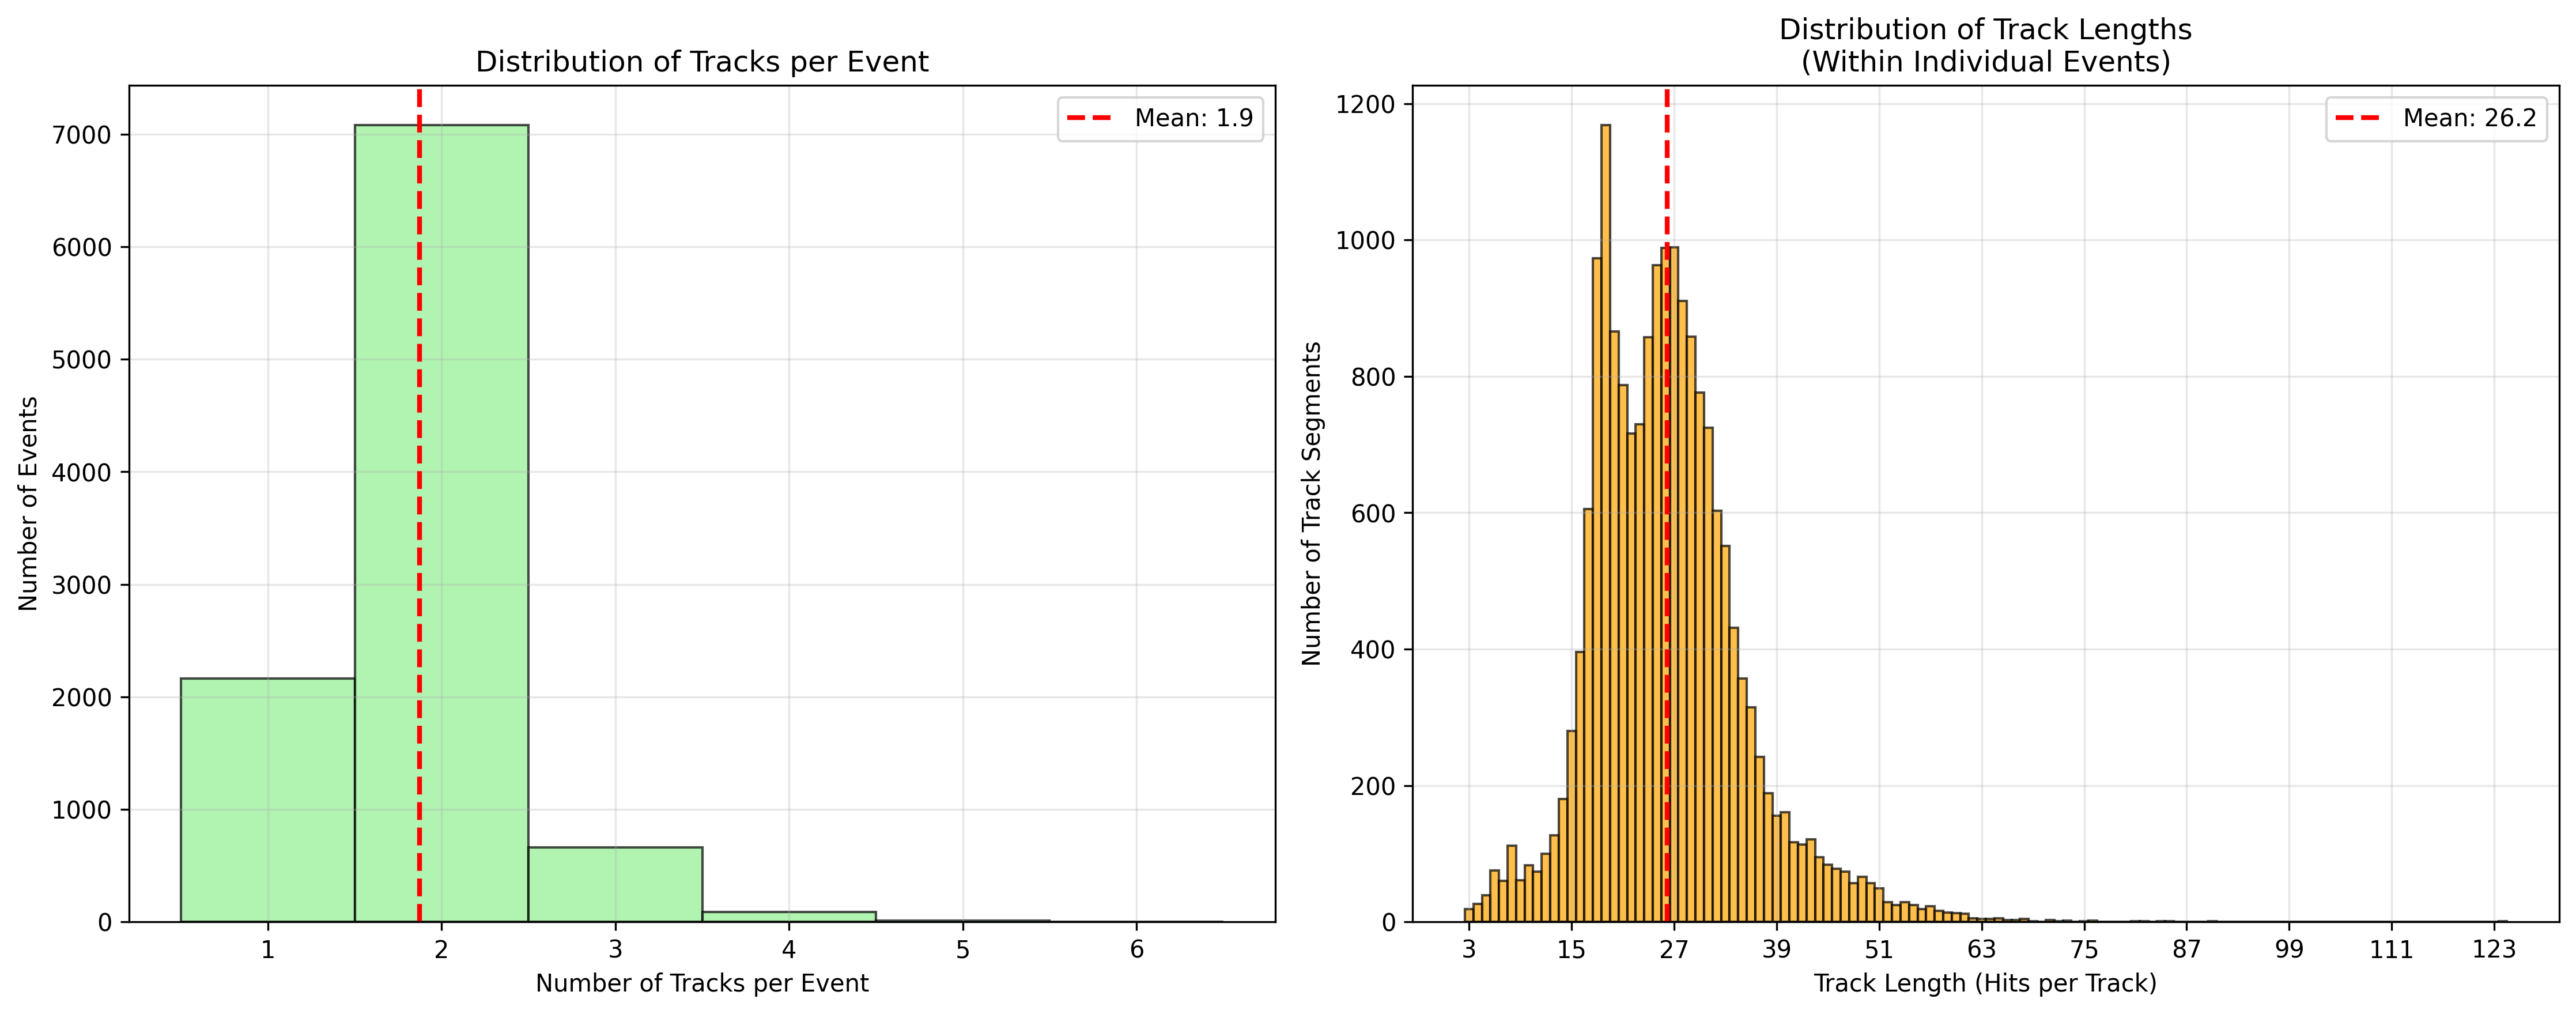 Distribution of Tracks per Event
Mean: 1.9
7000
6000
5000
4000
3000
2000
1000
0
Number of Events
1 2 3 4 5 6
Number of Tracks per Event
Distribution of Track Lengths
(Within Individual Events)
Mean: 26.2
1200
1000
800
600
400
200
0
Number of Track Segments
3 15 27 39 51 63 75 87 99 111 123
Track Length (Hits per Track)